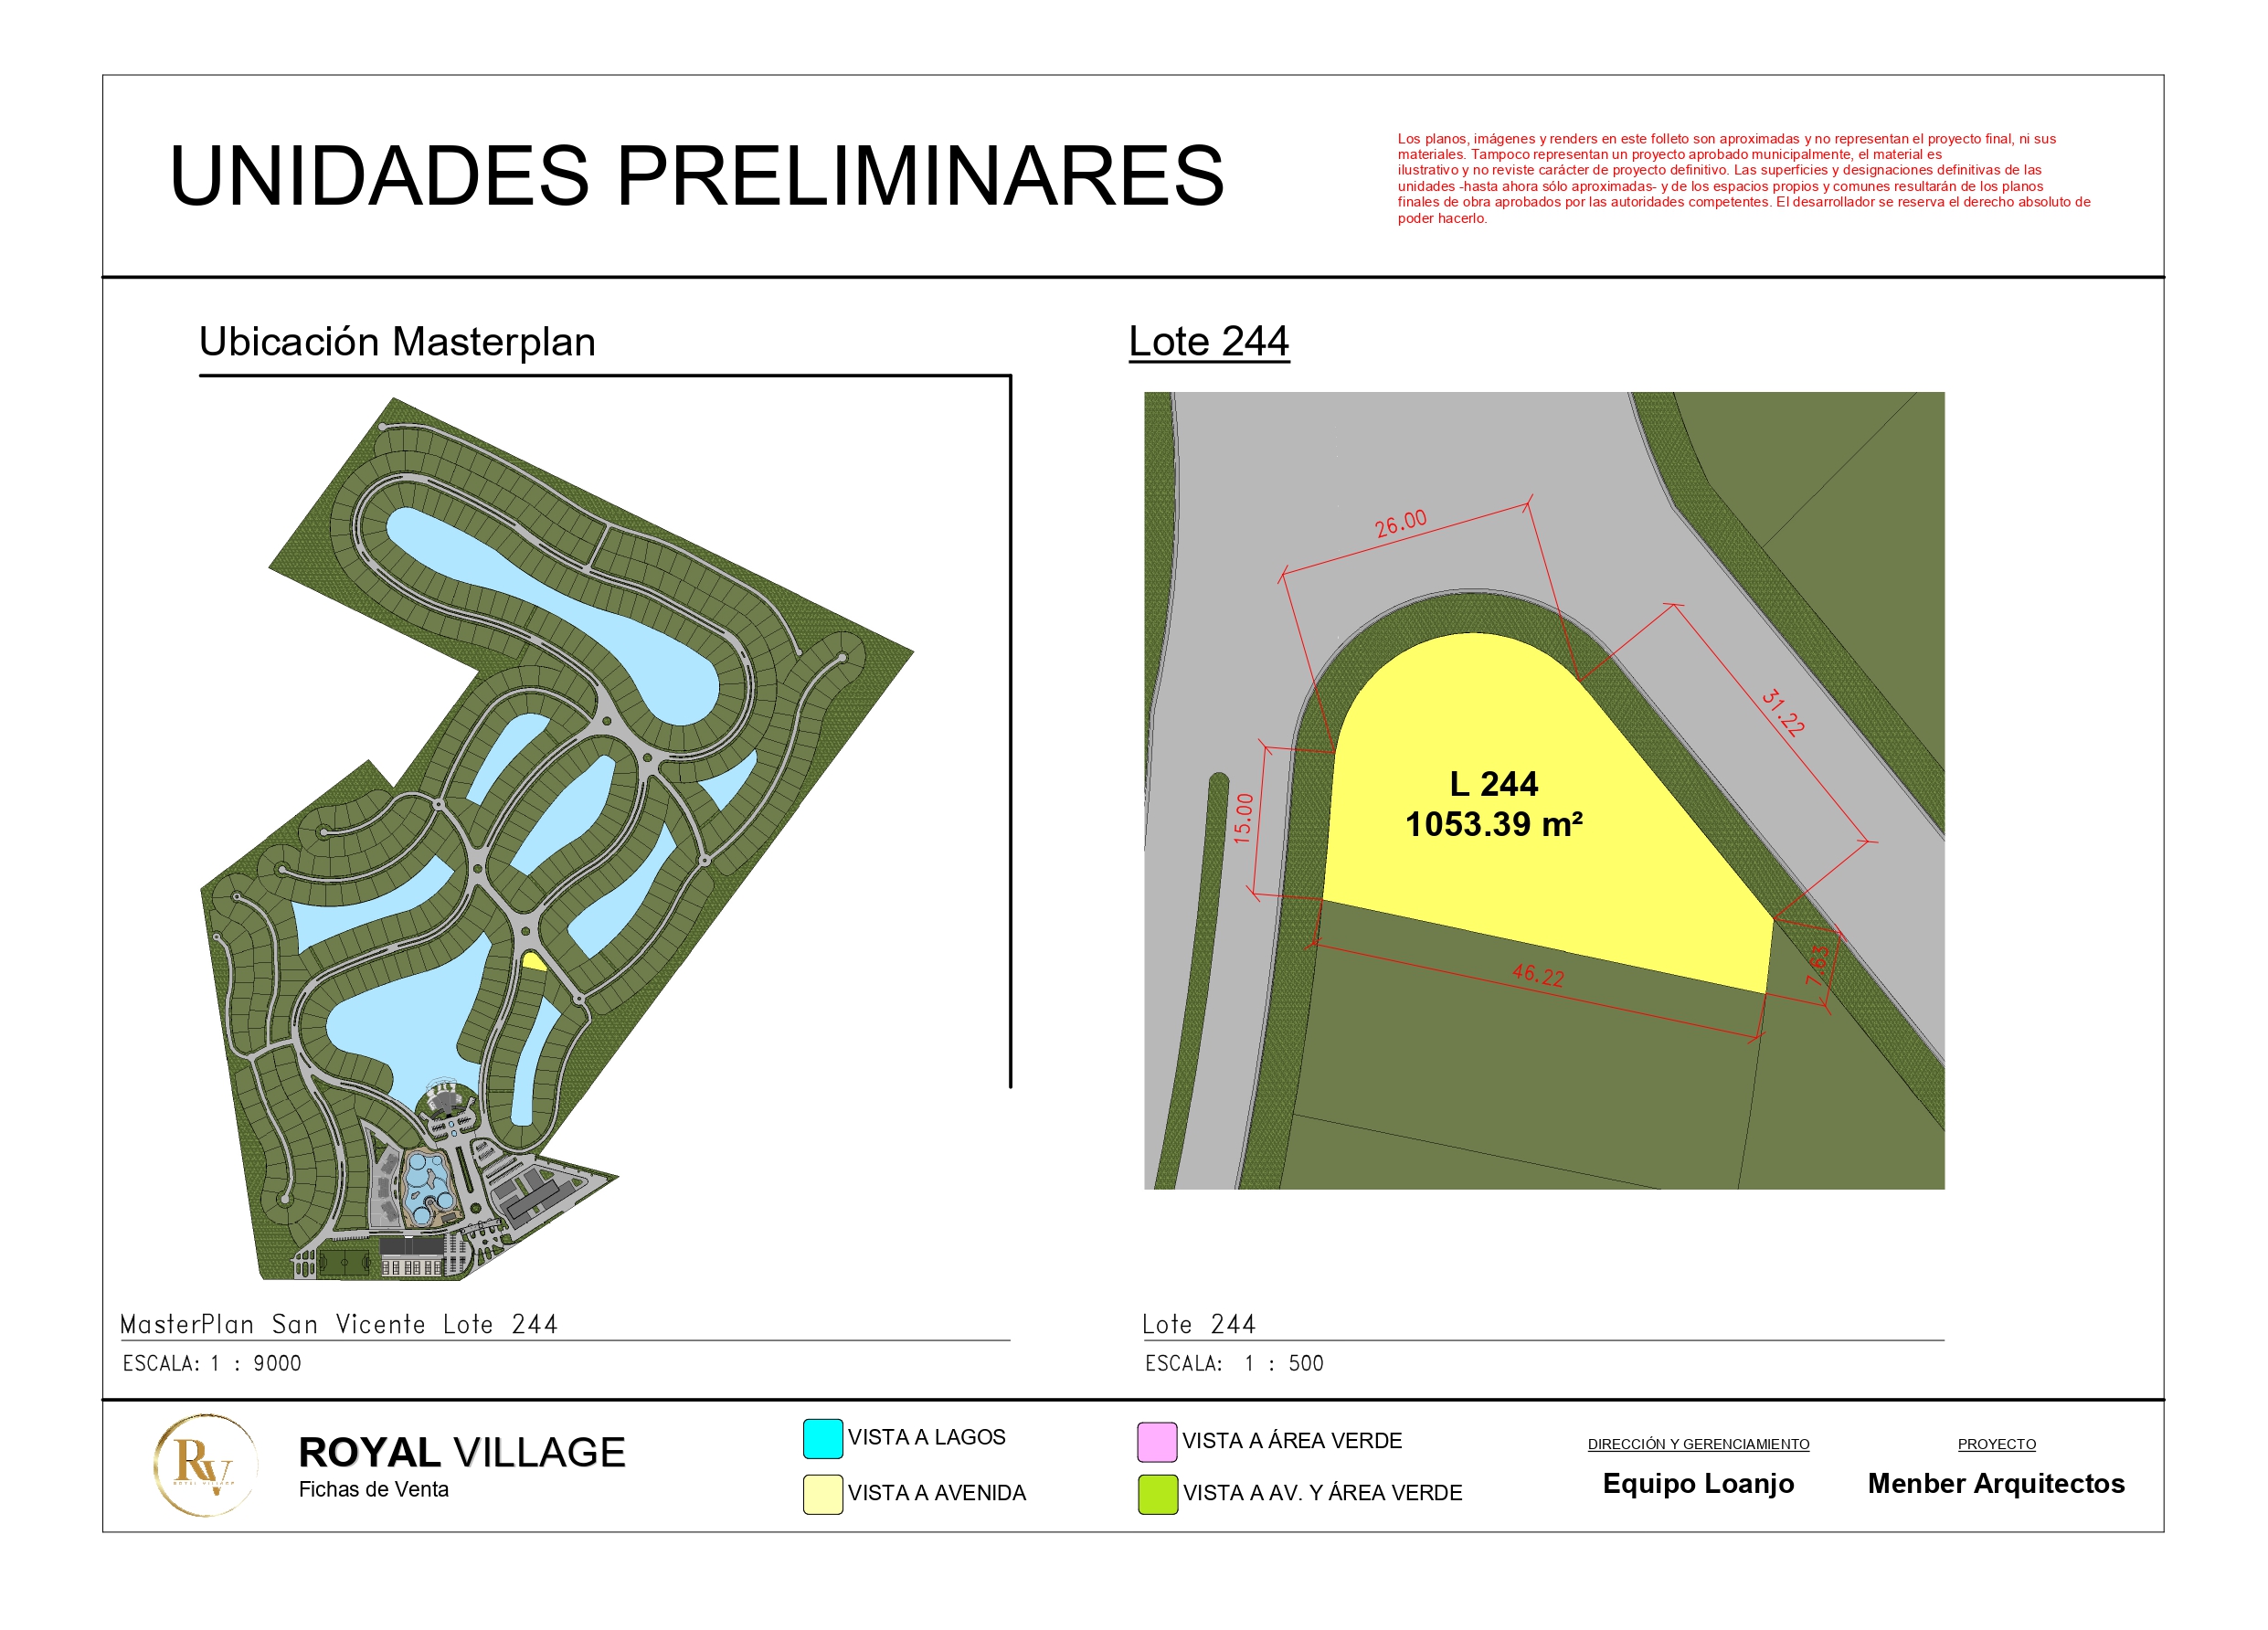 UNIDADES PRELIMINARES
Los planos, imágenes y renders en este folleto son aproximadas y no representan el proyecto final, ni sus
materiales. Tampoco representan un proyecto aprobado municipalmente, el material es
ilustrativo y no reviste carácter de proyecto definitivo. Las superficies y designaciones definitivas de las
unidades -hasta ahora sólo aproximadas- y de los espacios propios y comunes resultarán de los planos
finales de obra aprobados por las autoridades competentes. El desarrollador se reserva el derecho absoluto de
poder hacerlo.
Ubicación Masterplan
Lote 244
26.00
31.22
15.00
L 244
1053.39 m²
7.63
46.22
MasterPlan San Vicente Lote 244
ESCALA: 1 : 9000
Lote 244
ESCALA: 1 : 500
RV
ROYAL VILLAGE
ROYAL VILLAGE
Fichas de Venta
VISTA A LAGOS
VISTA A AVENIDA
VISTA A ÁREA VERDE
VISTA A AV. Y ÁREA VERDE
DIRECCIÓN Y GERENCIAMIENTO
Equipo Loanjo
PROYECTO
Menber Arquitectos